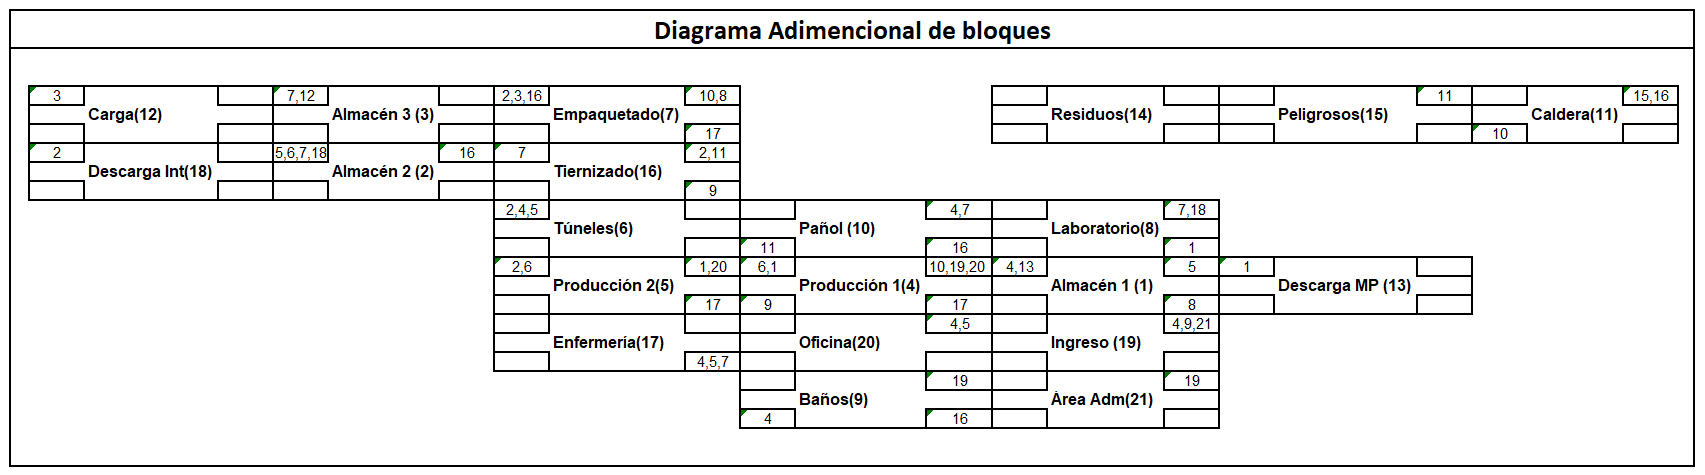 Diagrama Adimencional de bloques
3 7,12 2,3,16 10,8 11 15,16
Carga(12) Almacén 3 (3) Empaquetado(7) Residuos(14) Peligrosos(15) Caldera(11)
17 10
2 5,6,7,18 16 7 2,11
Descarga Int(18) Almacén 2 (2) Tiernizado(16)
9
2,4,5 4,7 7,18
Túneles(6) Pañol (10) Laboratorio(8)
11 16 1
2,6 1,20 6,1 10,19,20 4,13 5 1
Producción 2(5) Producción 1(4) Almacén 1 (1) Descarga MP (13)
17 9 17 8
4,5 4,9,21
Enfermería(17) Oficina(20) Ingreso (19)
4,5,7
19 19
Baños(9) Área Adm(21)
4 16